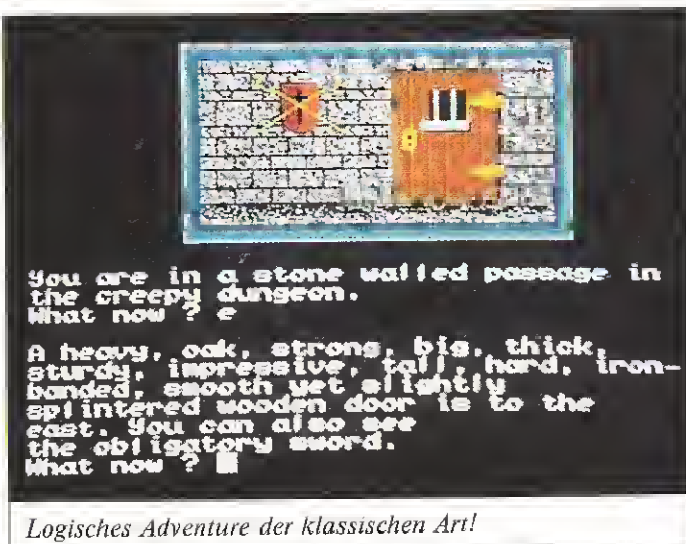 You are in a stone walled passage in
the creepy dungeon.
What now ? e
A heavy, oak, strong, big, thick,
sturdy, impressive, tall, hard, iron-
banded, smooth yet slightly
splintered wooden door is to the
east. You can also see
the obligatory sword.
What now ?
Logisches Adventure der klassischen Art!